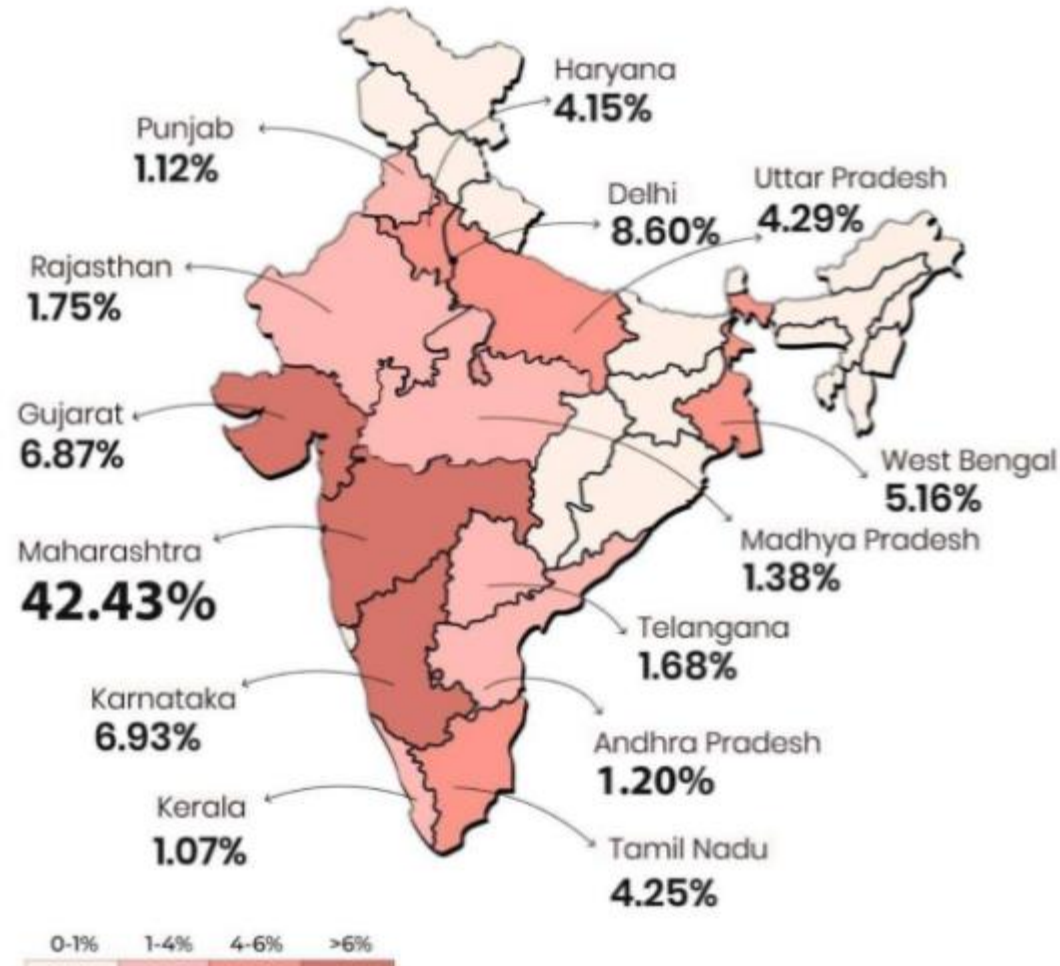 Haryana
4.15%
Punjab
1.12%
Delhi
8.60%
Uttar Pradesh
4.29%
Rajasthan
1.75%
Gujarat
6.87%
West Bengal
5.16%
Maharashtra
42.43%
Madhya Pradesh
1.38%
Telangana
1.68%
Karnataka
6.93%
Andhra Pradesh
1.20%
Kerala
1.07%
Tamil Nadu
4.25%
0-1% 1-4% 4-6% >6%